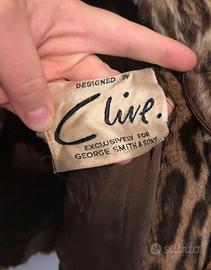 DESIGNED BY
Clive.
EXCLUSIVELY FOR
GEORGE SMITH & SONS
subito